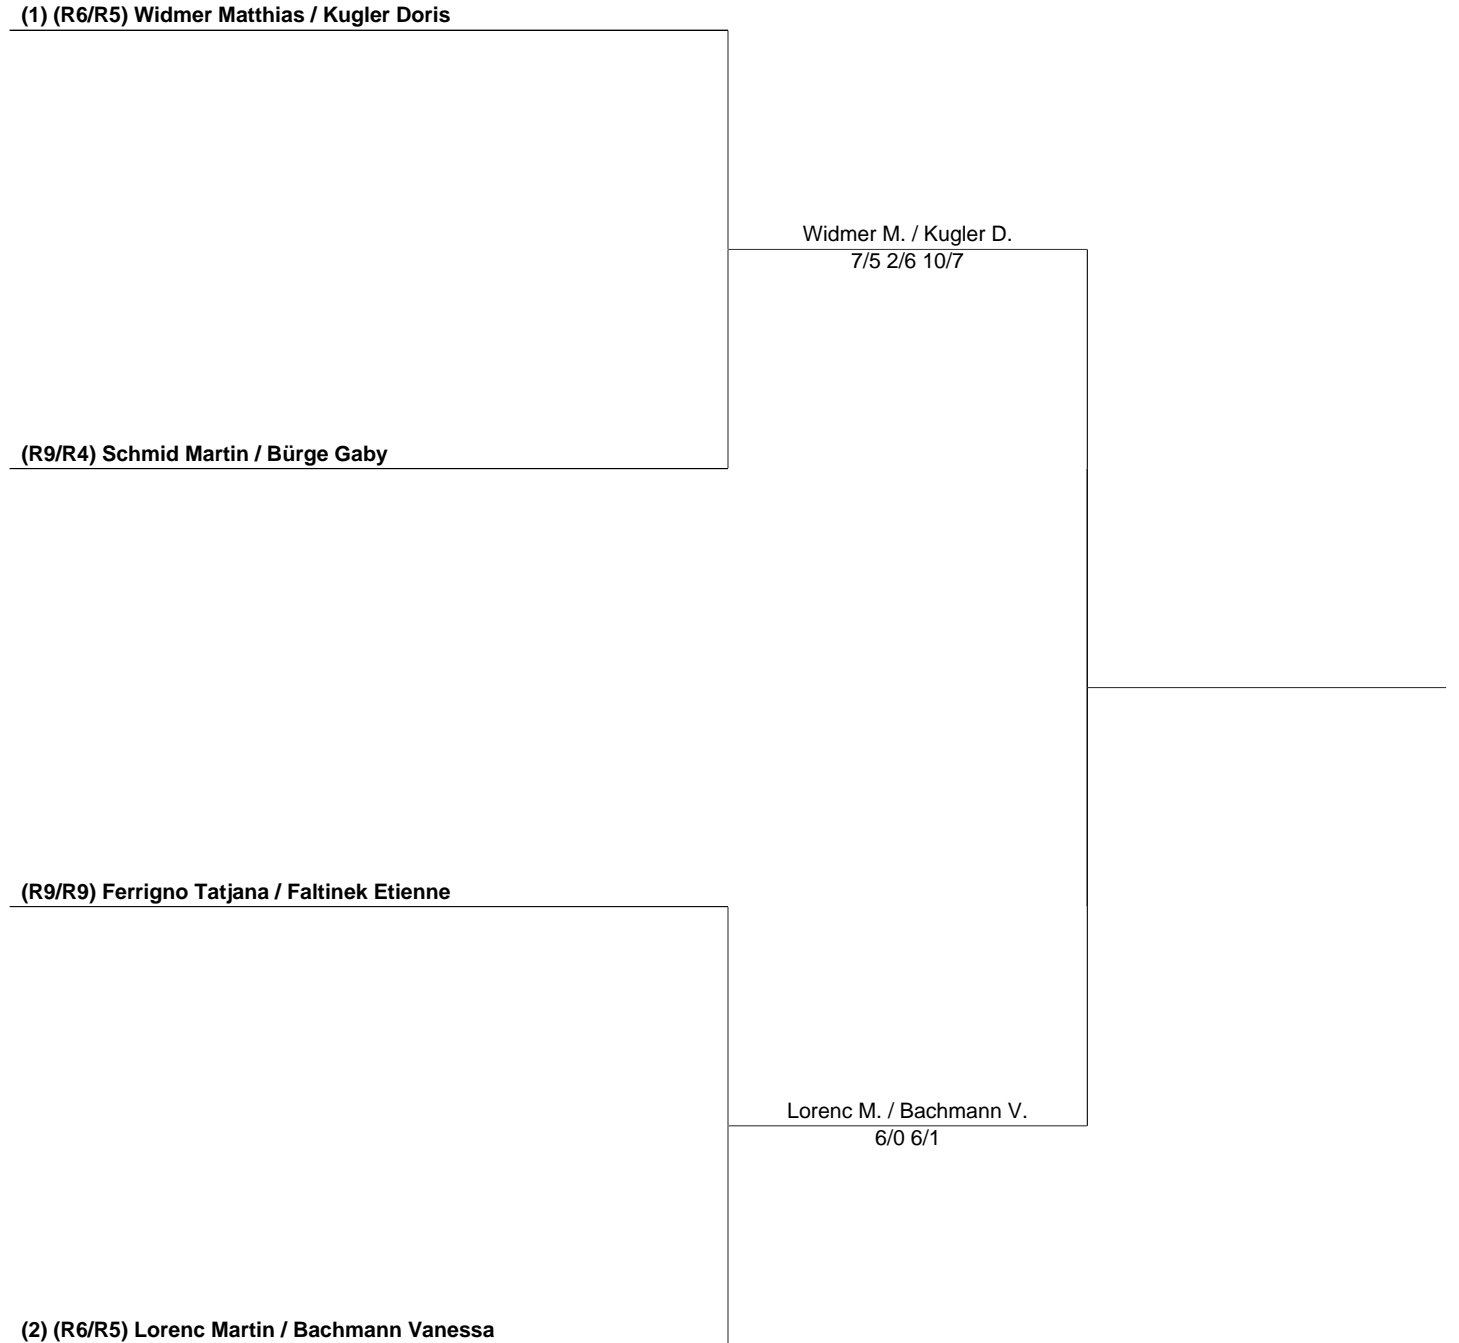 (1) (R6/R5) Widmer Matthias / Kugler Doris
Widmer M. / Kugler D.
7/5 2/6 10/7
(R9/R4) Schmid Martin / Bürge Gaby
(R9/R9) Ferrigno Tatjana / Faltinek Etienne
Lorenc M. / Bachmann V.
6/0 6/1
(2) (R6/R5) Lorenc Martin / Bachmann Vanessa